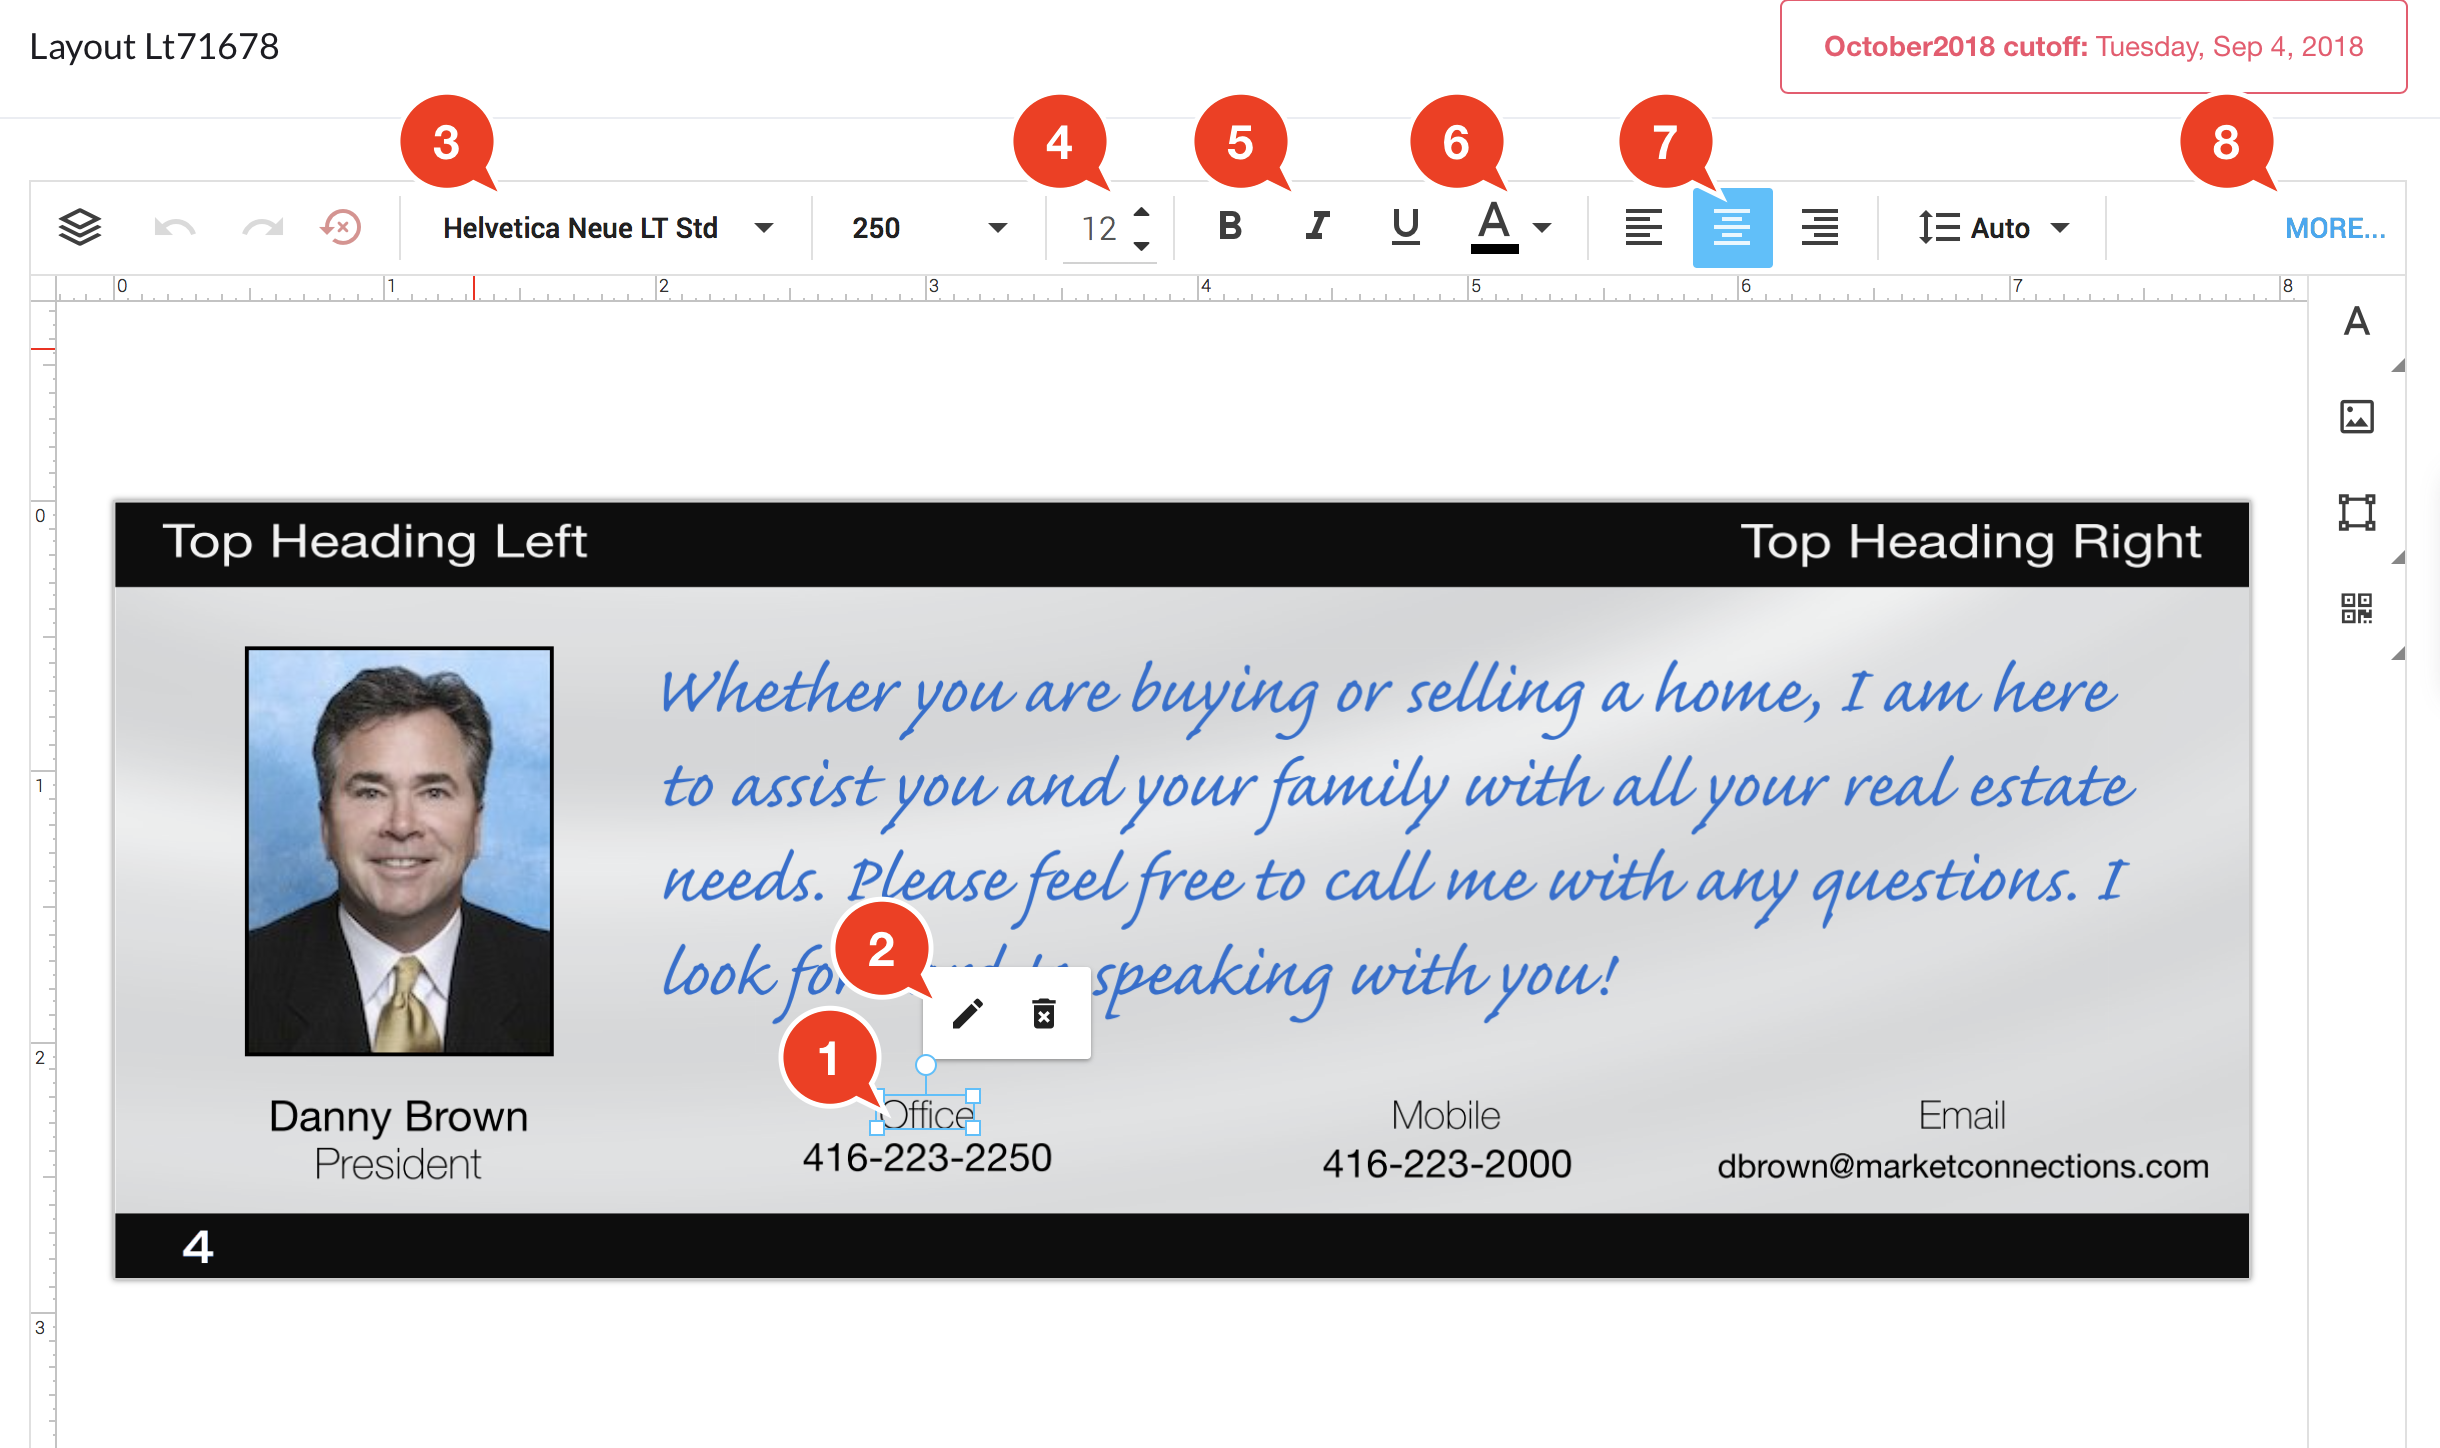 Layout Lt71678
October2018 cutoff: Tuesday, Sep 4, 2018
3 4 5 6 7 8
Helvetica Neue LT Std 250 12 B I U A Auto MORE...
0 1 2 3 4 5 6 7 8
A
0
Top Heading Left Top Heading Right
Whether you are buying or selling a home, I am here
1
to assist you and your family with all your real estate
needs. Please feel free to call me with any questions. I
2
look speaking with you!
1
2
Office Mobile Email
Danny Brown
416-223-2250 416-223-2000 dbrown@marketconnections.com
President
4
3